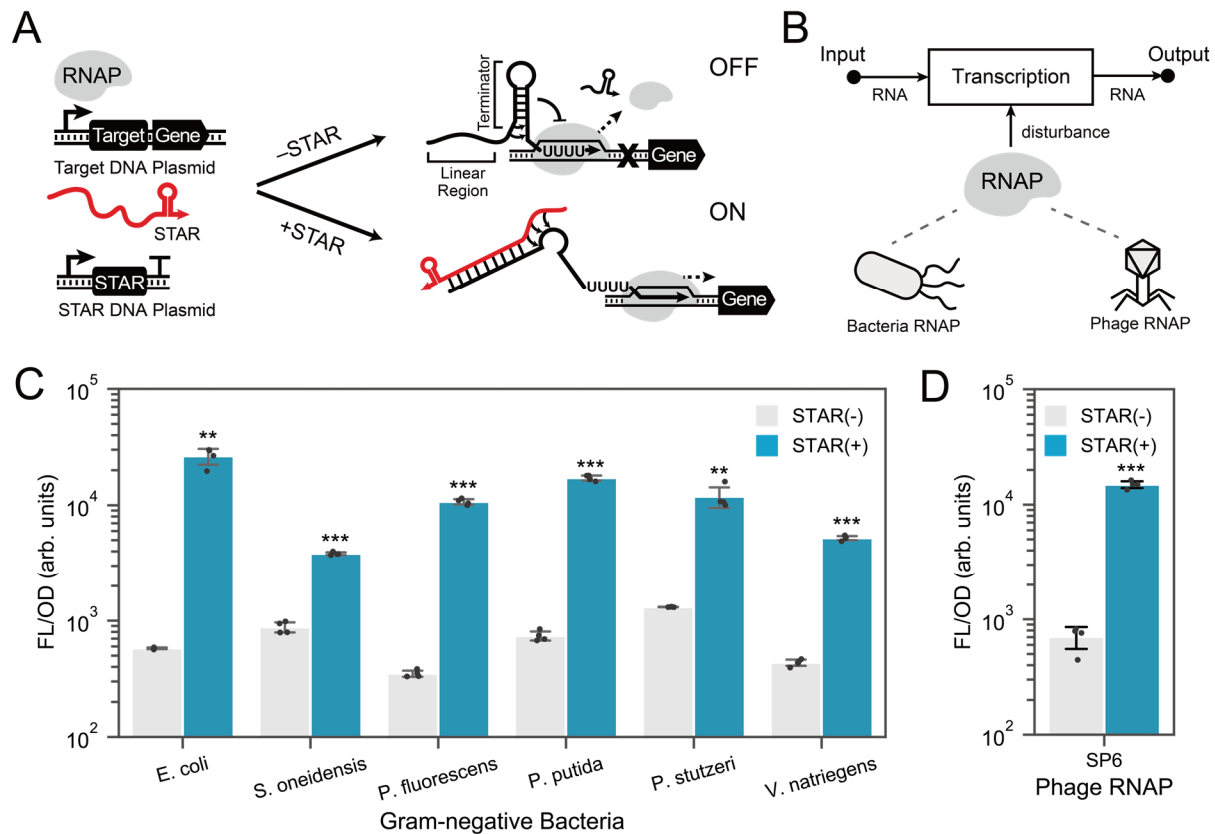 A
RNAP
Target Gene
Target DNA Plasmid
STAR
STAR
STAR DNA Plasmid
–STAR
+STAR
Terminator
Linear
Region
UUUU
X
Gene
OFF
ON
UUUU
Gene
B
Input
Output
Transcription
RNA
RNA
disturbance
RNAP
Bacteria RNAP
Phage RNAP
C
FL/OD (arb. units)
10^5
10^4
10^3
10^2
STAR(-)
STAR(+)
**
***
***
***
**
***
E. coli
S. oneidensis
P. fluorescens
P. putida
P. stutzeri
V. natriegens
Gram-negative Bacteria
D
FL/OD (arb. units)
10^5
10^4
10^3
10^2
STAR(-)
STAR(+)
***
SP6
Phage RNAP